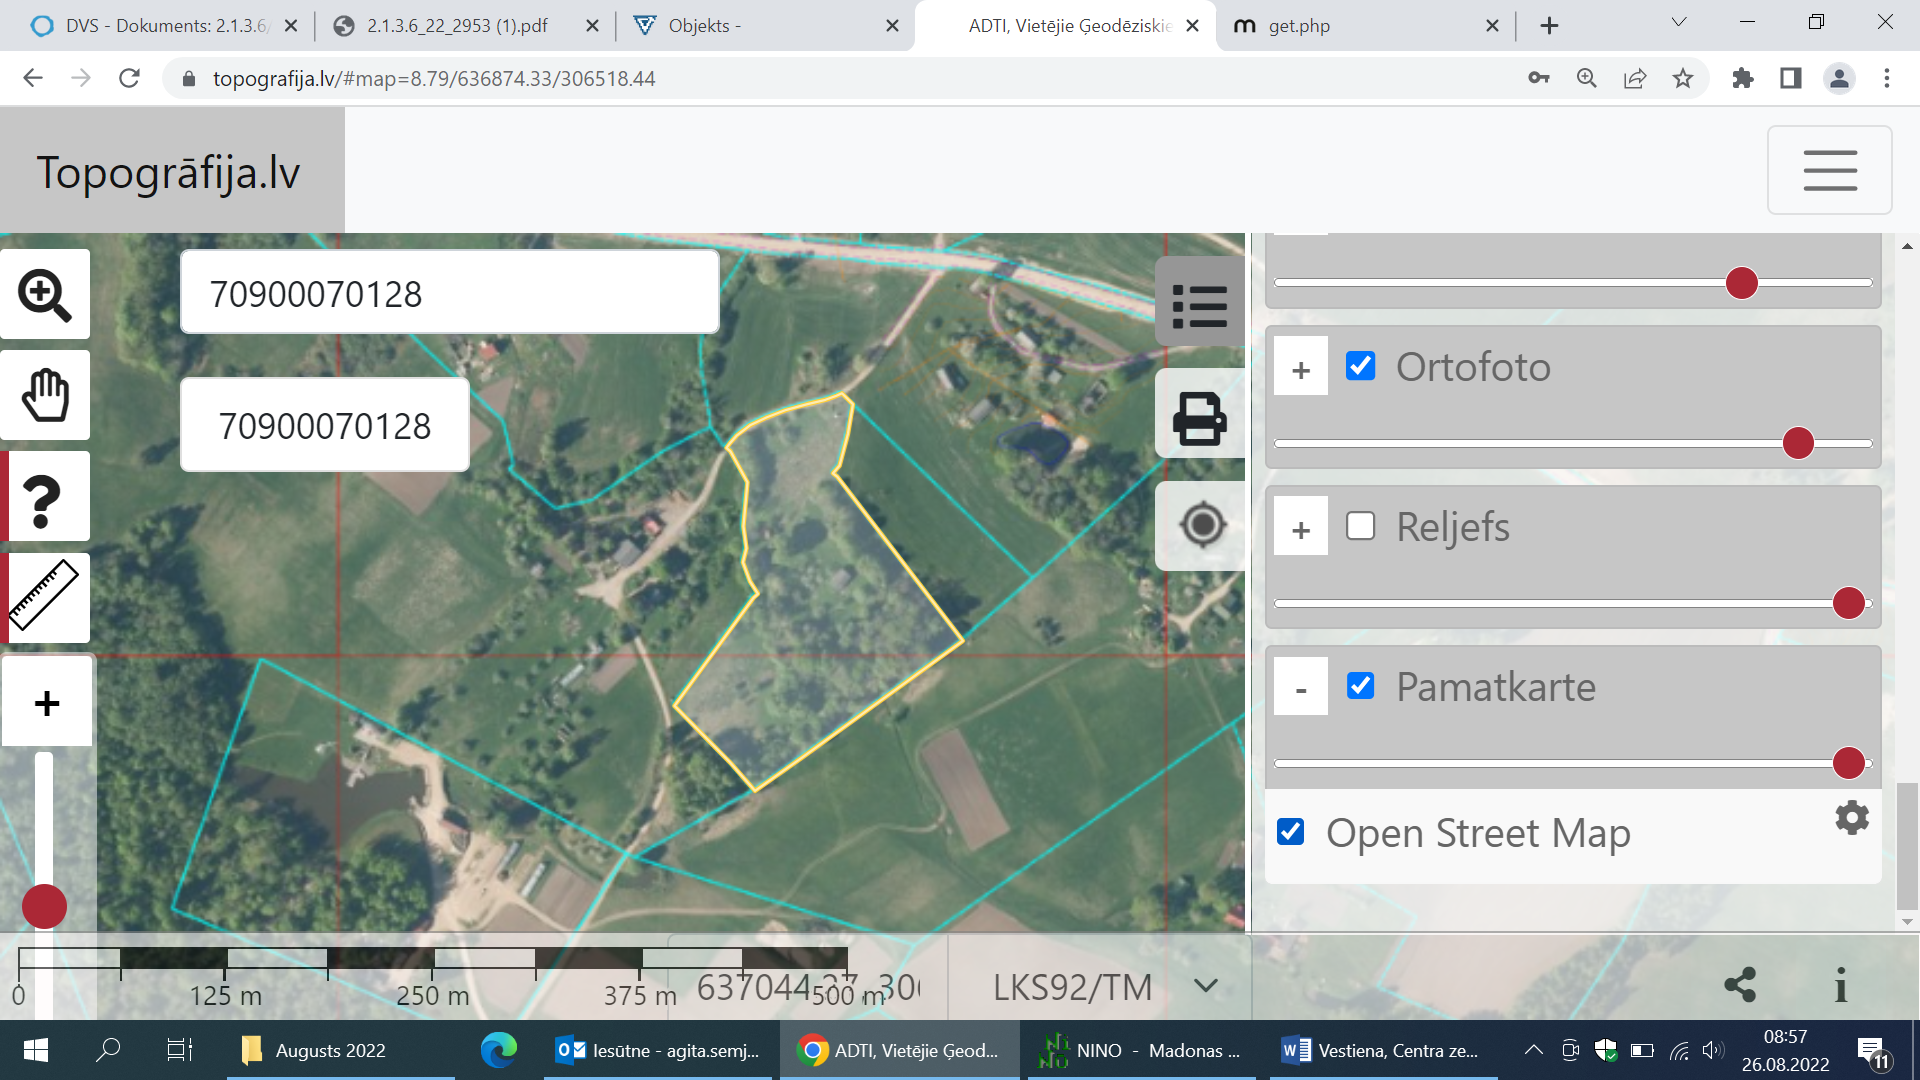 DVS - Dokuments: 2.1.3.6/
2.1.3.6_22_2953 (1).pdf
Objekts -
ADTI, Vietējie Ģeodēziskie
get.php
topografija.lv/#map=8.79/636874.33/306518.44
Topogrāfija.lv
70900070128
70900070128
Ortofoto
Reljefs
Pamatkarte
Open Street Map
0
125 m
250 m
375 m
500 m
LKS92/TM
Augusts 2022
Iesūtne - agita.semj...
ADTI, Vietējie Ģeod...
NINO - Madonas ...
Vestiena, Centra ze...
08:57
26.08.2022
11